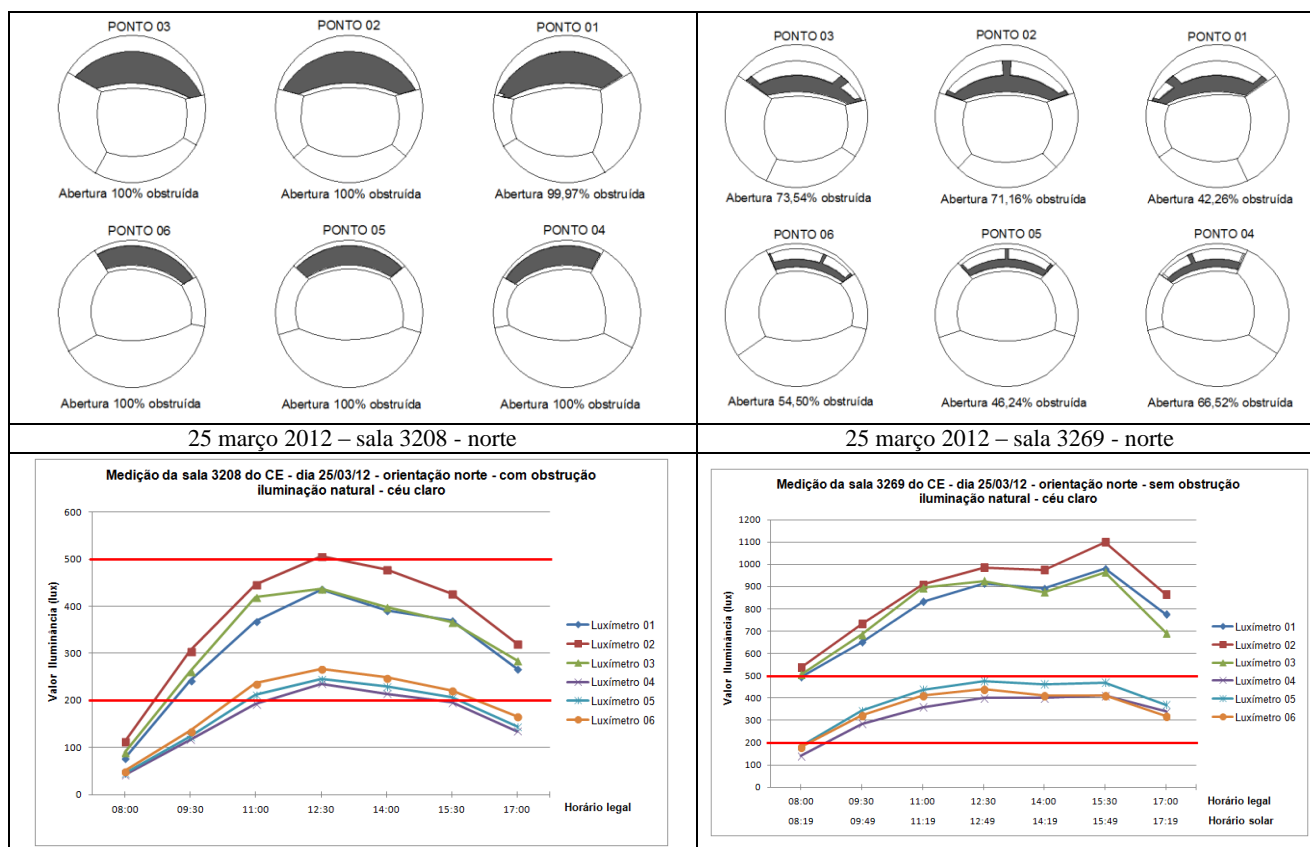 PONTO 03 PONTO 02 PONTO 01
Abertura 100% obstruída Abertura 100% obstruída Abertura 99,97% obstruída
PONTO 06 PONTO 05 PONTO 04
Abertura 100% obstruída Abertura 100% obstruída Abertura 100% obstruída
PONTO 03 PONTO 02 PONTO 01
Abertura 73,54% obstruída Abertura 71,16% obstruída Abertura 42,26% obstruída
PONTO 06 PONTO 05 PONTO 04
Abertura 54,50% obstruída Abertura 46,24% obstruída Abertura 66,52% obstruída
25 março 2012 – sala 3208 - norte
25 março 2012 – sala 3269 - norte
Medição da sala 3208 do CE - dia 25/03/12 - orientação norte - com obstrução
iluminação natural - céu claro
Valor Iluminância (lux)
600
500
400
300
200
100
0
08:00 09:30 11:00 12:30 14:00 15:30 17:00 Horário legal
Luxímetro 01
Luxímetro 02
Luxímetro 03
Luxímetro 04
Luxímetro 05
Luxímetro 06
Medição da sala 3269 do CE - dia 25/03/12 - orientação norte - sem obstrução
iluminação natural - céu claro
Valor Iluminância (lux)
1200
1100
1000
900
800
700
600
500
400
300
200
100
0
08:00 09:30 11:00 12:30 14:00 15:30 17:00 Horário legal
08:19 09:49 11:19 12:49 14:19 15:49 17:19 Horário solar
Luxímetro 01
Luxímetro 02
Luxímetro 03
Luxímetro 04
Luxímetro 05
Luxímetro 06